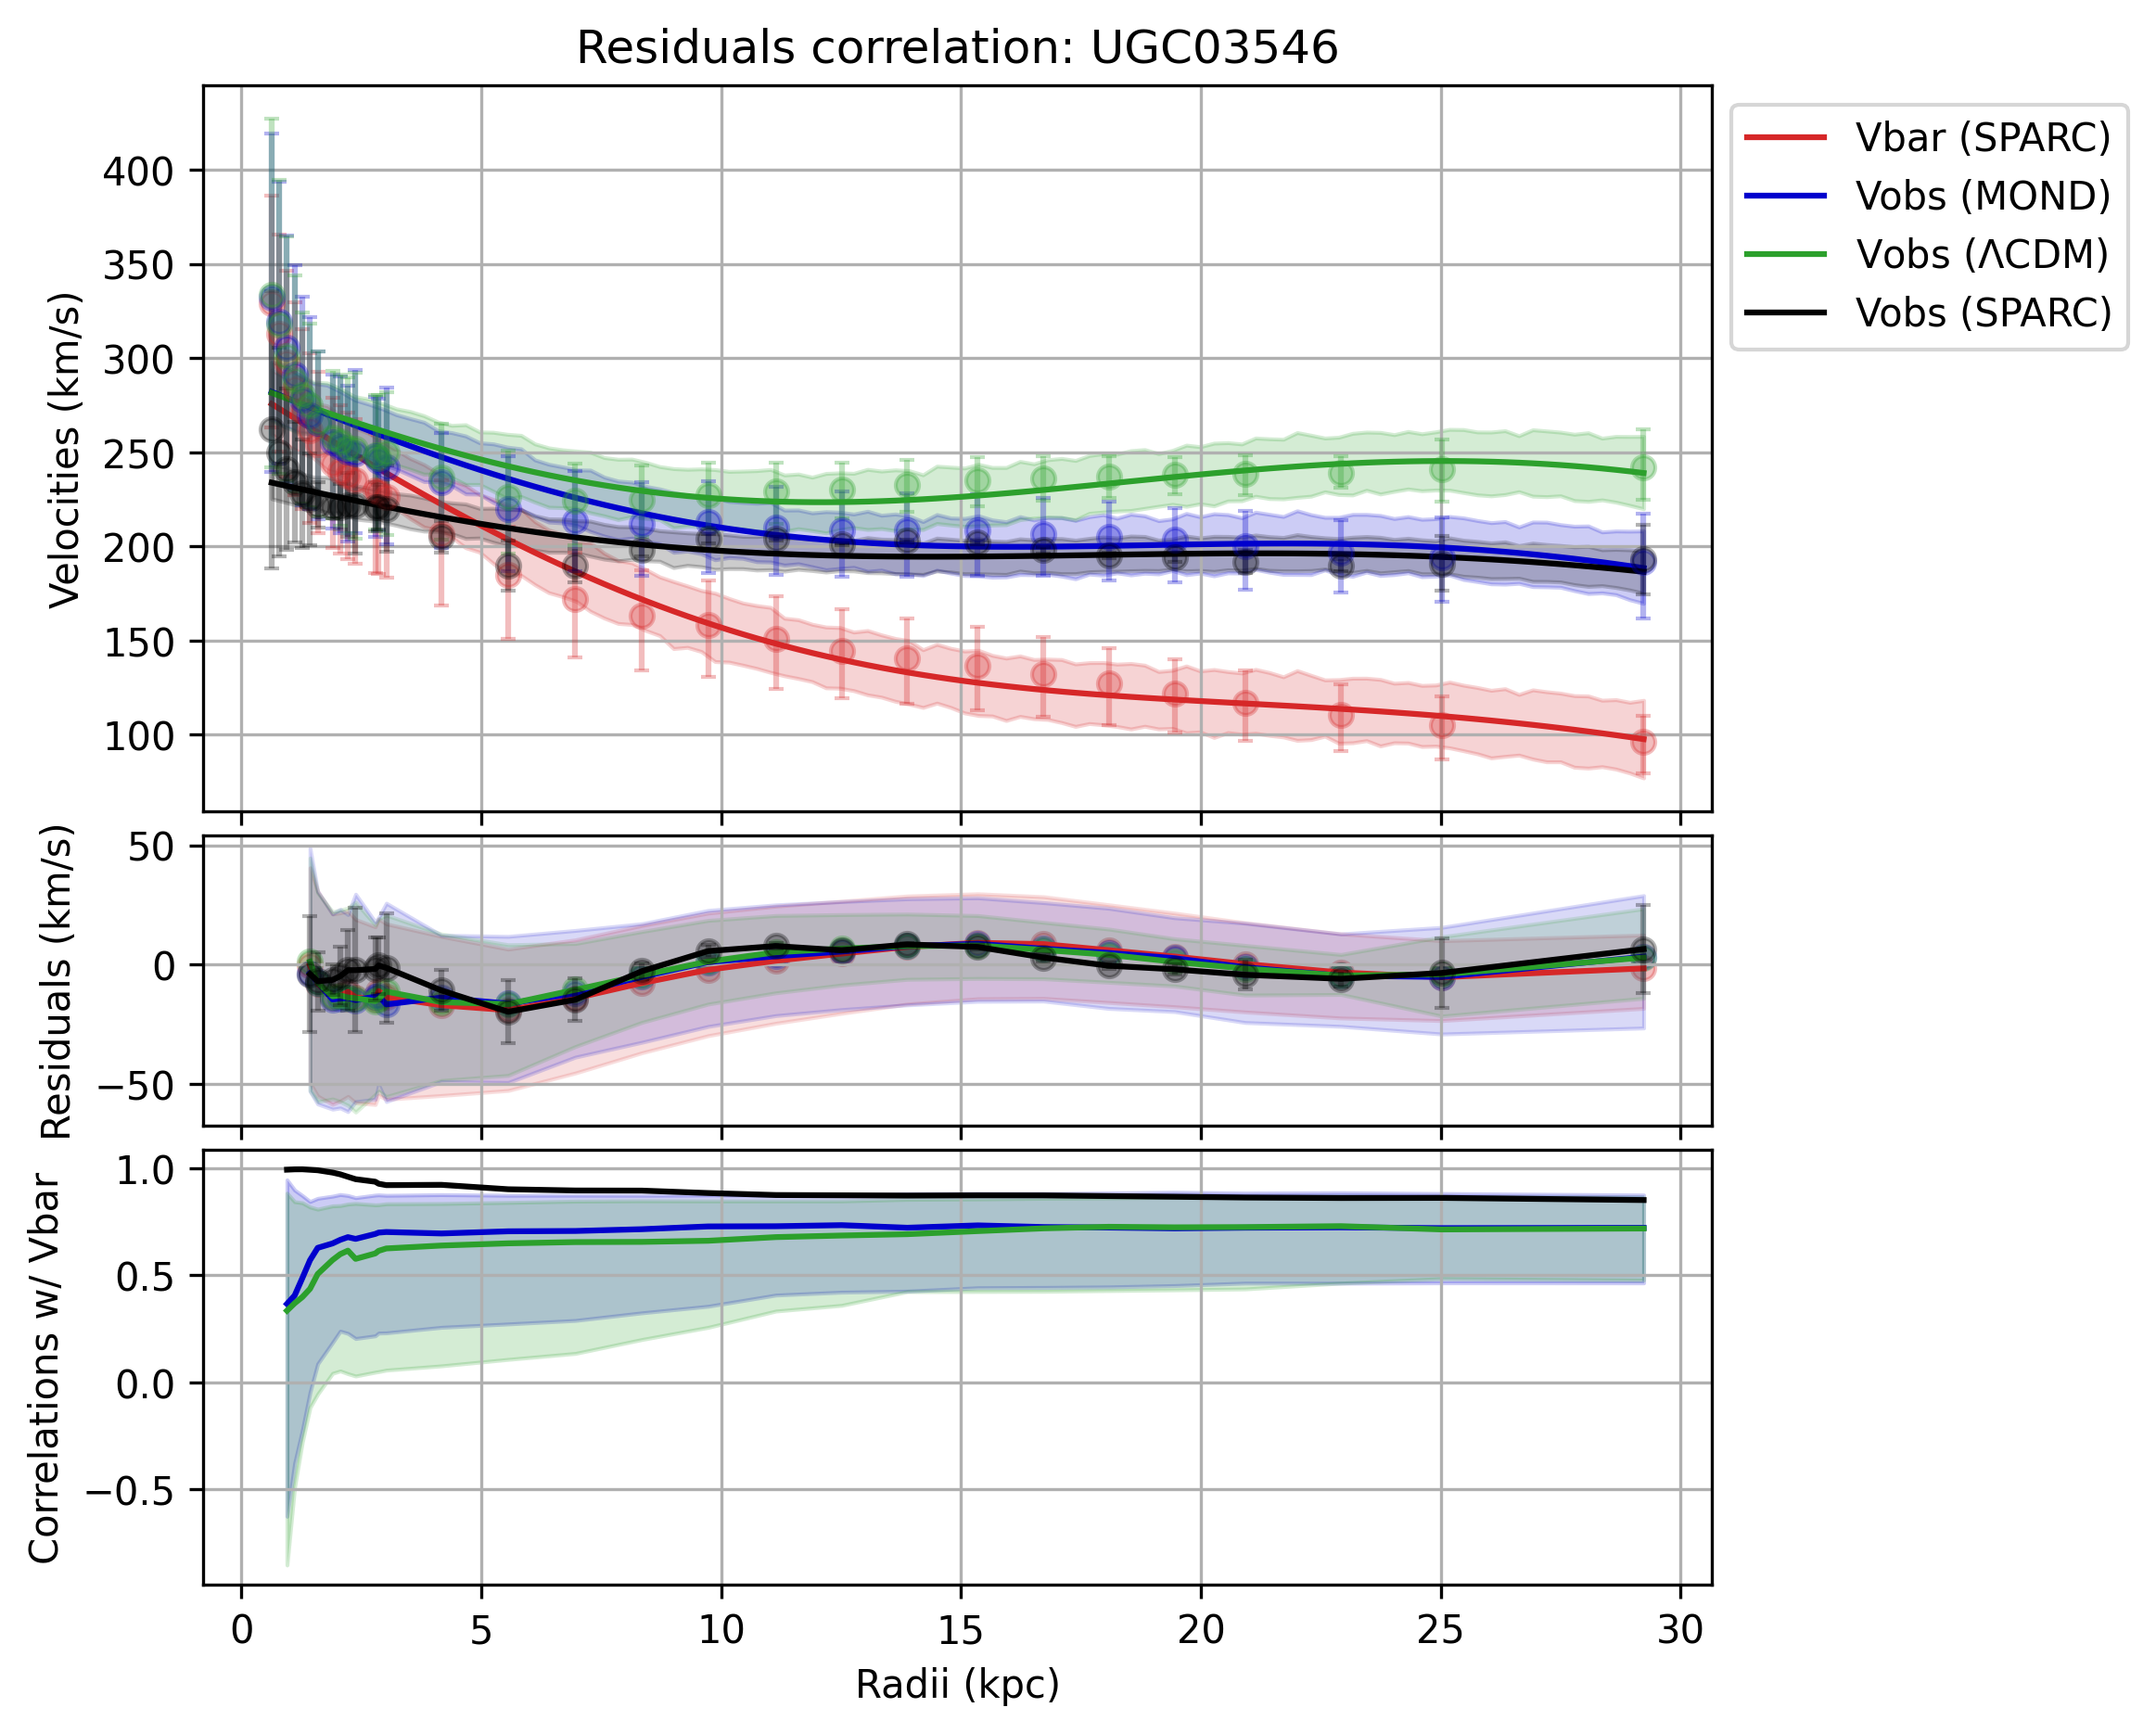 Residuals correlation: UGC03546
Velocities (km/s)
400
350
300
250
200
150
100
Vbar (SPARC)
Vobs (MOND)
Vobs (ΛCDM)
Vobs (SPARC)
Residuals (km/s)
50
0
−50
Correlations w/ Vbar
1.0
0.5
0.0
−0.5
0 5 10 15 20 25 30
Radii (kpc)